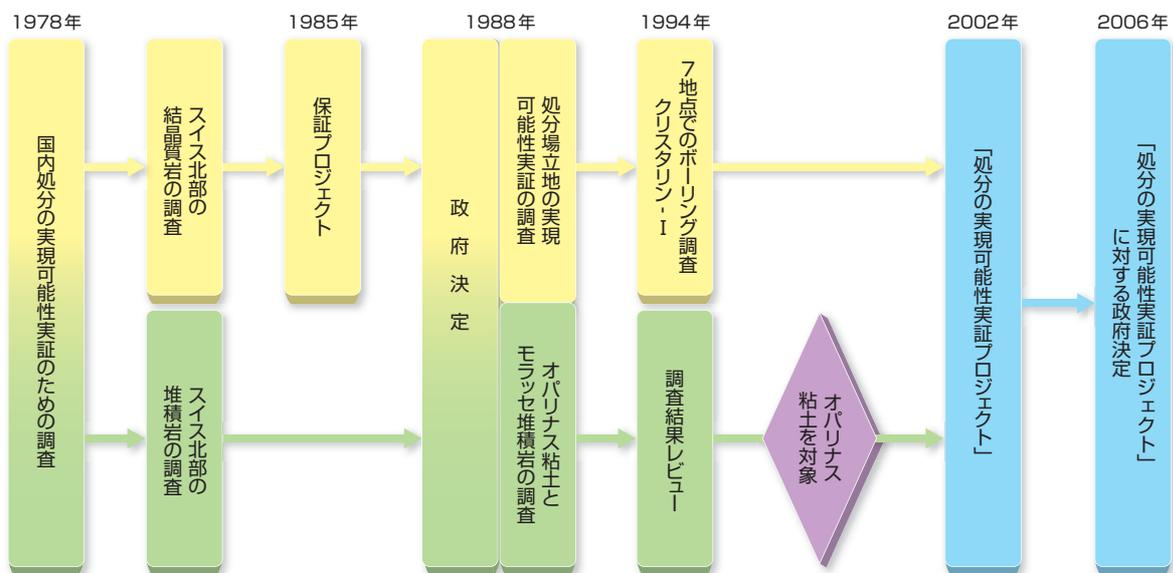 1978年
1985年
1988年
1994年
2002年
2006年
国内処分の実現可能性実証のための調査
スイス北部の
結晶質岩の調査
保証プロジェクト
政府決定
処分場立地の実現
可能性実証の調査
7地点でのボーリング調査
クリスタリン-I
「処分の実現可能性実証プロジェクト」
「処分の実現可能性実証プロジェクト」
に対する政府決定
スイス北部の
堆積岩の調査
オパリナス粘土と
モラッセ堆積岩の調査
調査結果レビュー
オパリナス
粘土を対象